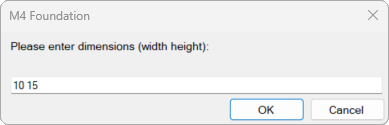 M4 Foundation
Please enter dimensions (width height):
10 15
OK Cancel